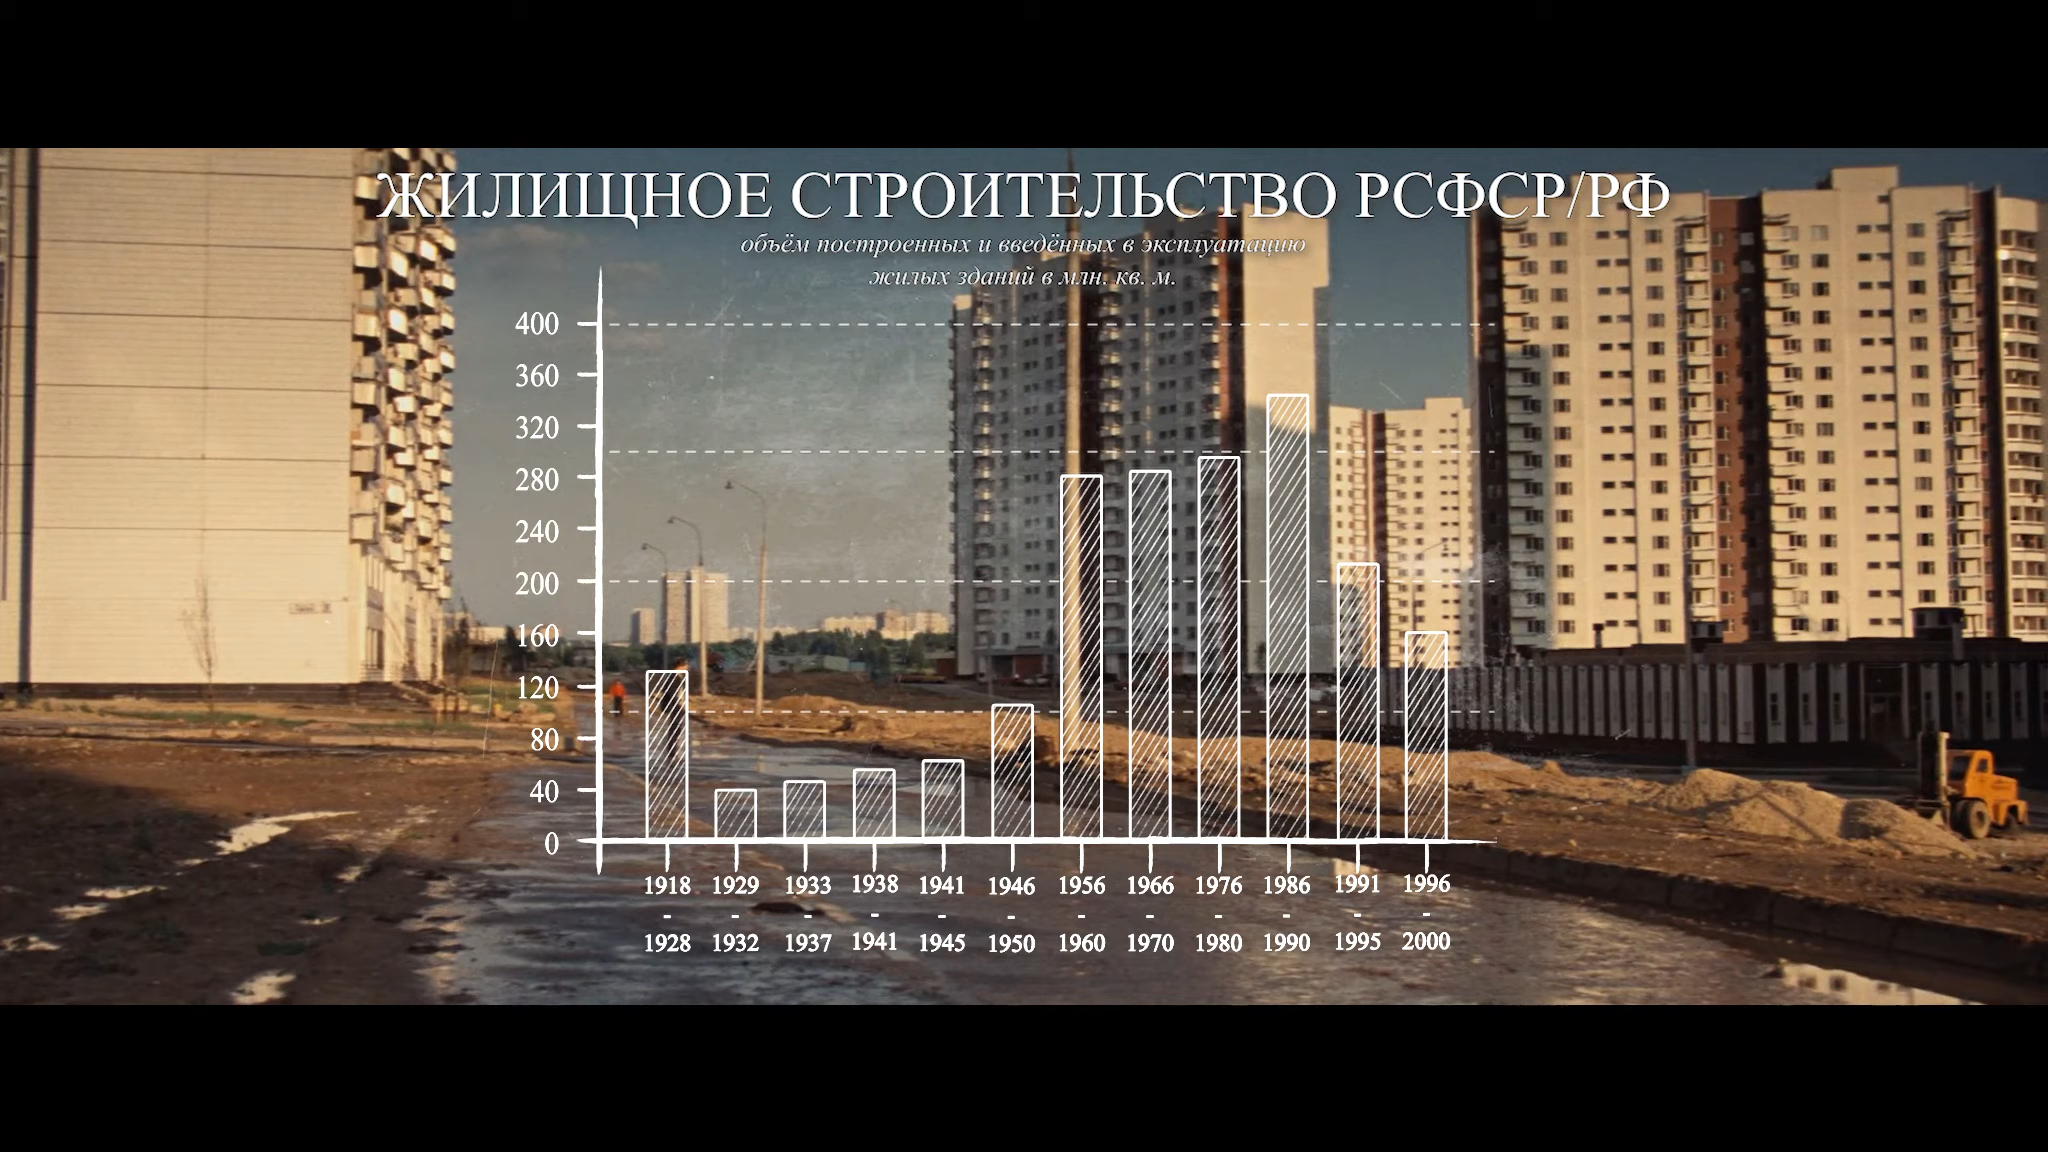 ЖИЛИЩНОЕ СТРОИТЕЛЬСТВО РСФСР/РФ
объём построенных и введённых в эксплуатацию
жилых зданий в млн. кв. м.
400
360
320
280
240
200
160
120
80
40
0
1918 1929 1933 1938 1941 1946 1956 1966 1976 1986 1991 1996
- - - - - - - - - - - -
1928 1932 1937 1941 1945 1950 1960 1970 1980 1990 1995 2000